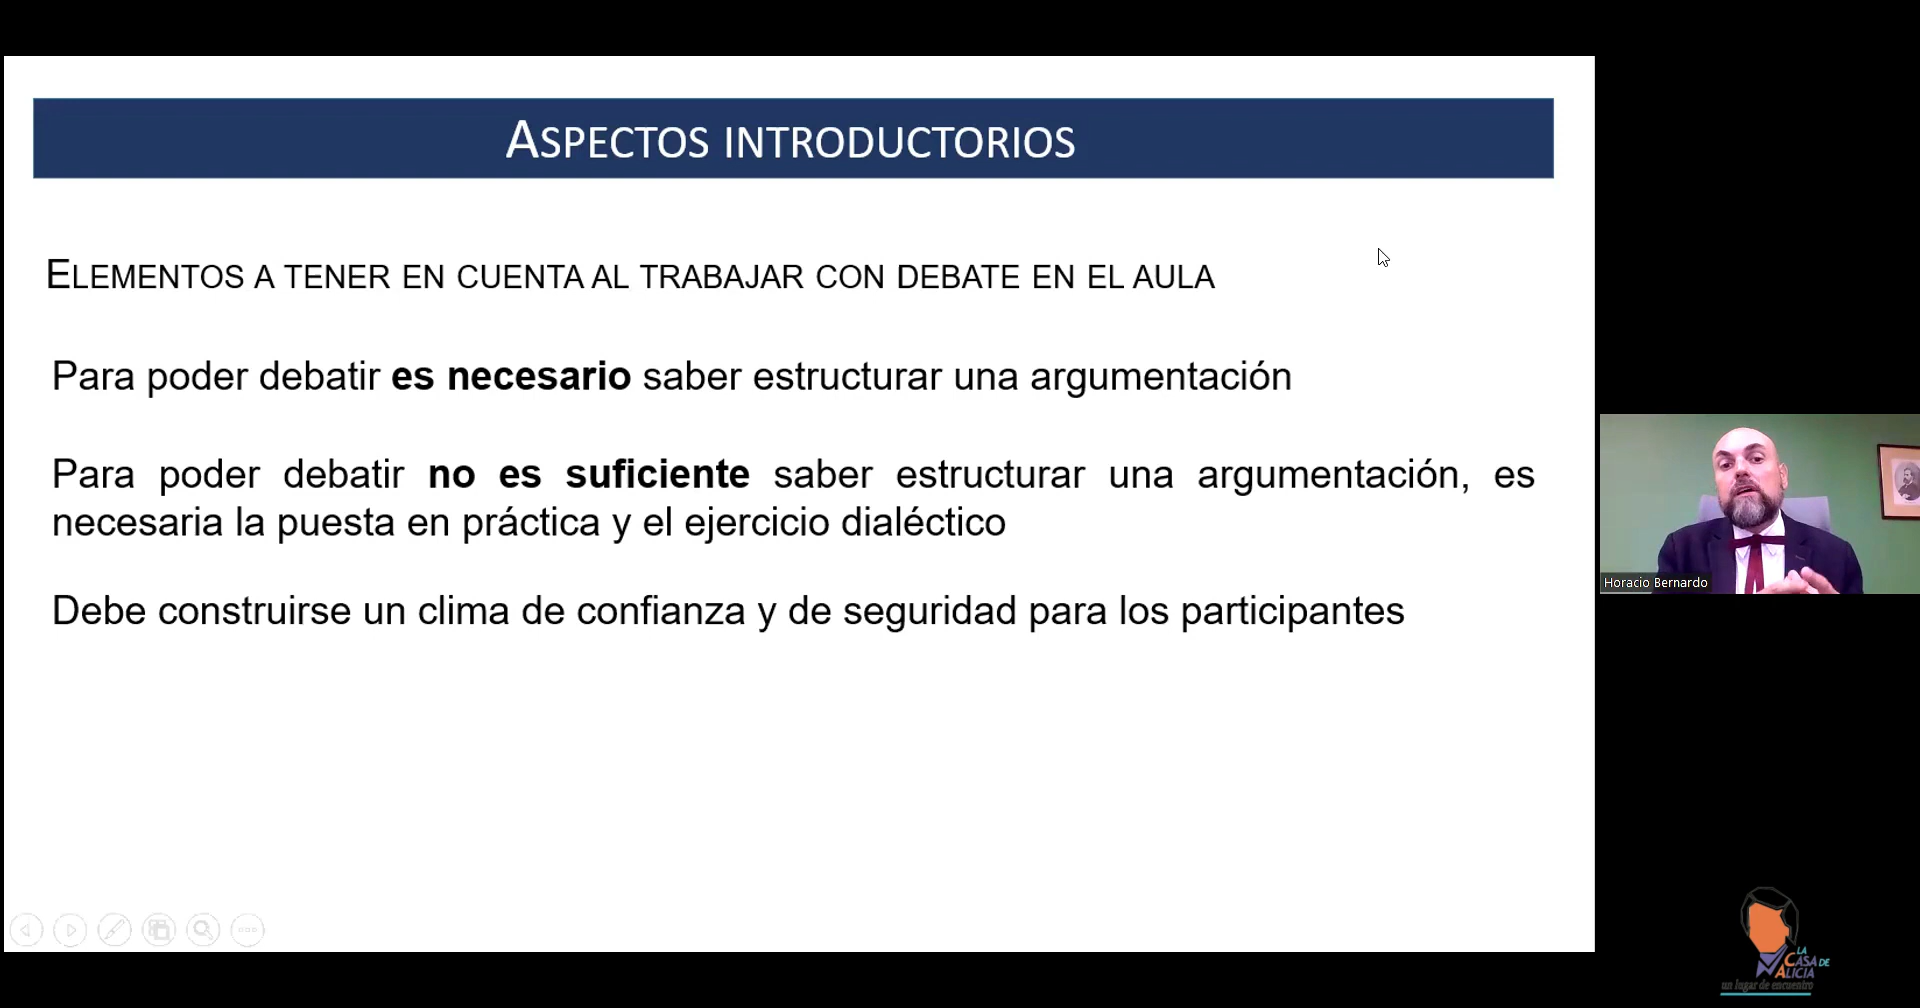 ASPECTOS INTRODUCTORIOS
ELEMENTOS A TENER EN CUENTA AL TRABAJAR CON DEBATE EN EL AULA
Para poder debatir es necesario saber estructurar una argumentación
Para poder debatir no es suficiente saber estructurar una argumentación, es
necesaria la puesta en práctica y el ejercicio dialéctico
Debe construirse un clima de confianza y de seguridad para los participantes
Horacio Bernardo
LA
CASA DE
ALICIA
un lugar de encuentro